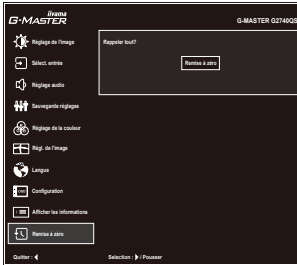 iiyama
G-MASTER
G-MASTER G2740QS
Réglage de l'image
Rappeler tout?
Sélect. entrée
Remise à zéro
Réglage audio
Sauvegarde réglages
Réglage de la couleur
Régl. de l'image
Langue
OSD
Configuration
Afficher les informations
Remise à zéro
Quitter :
Sélection : / Pousser